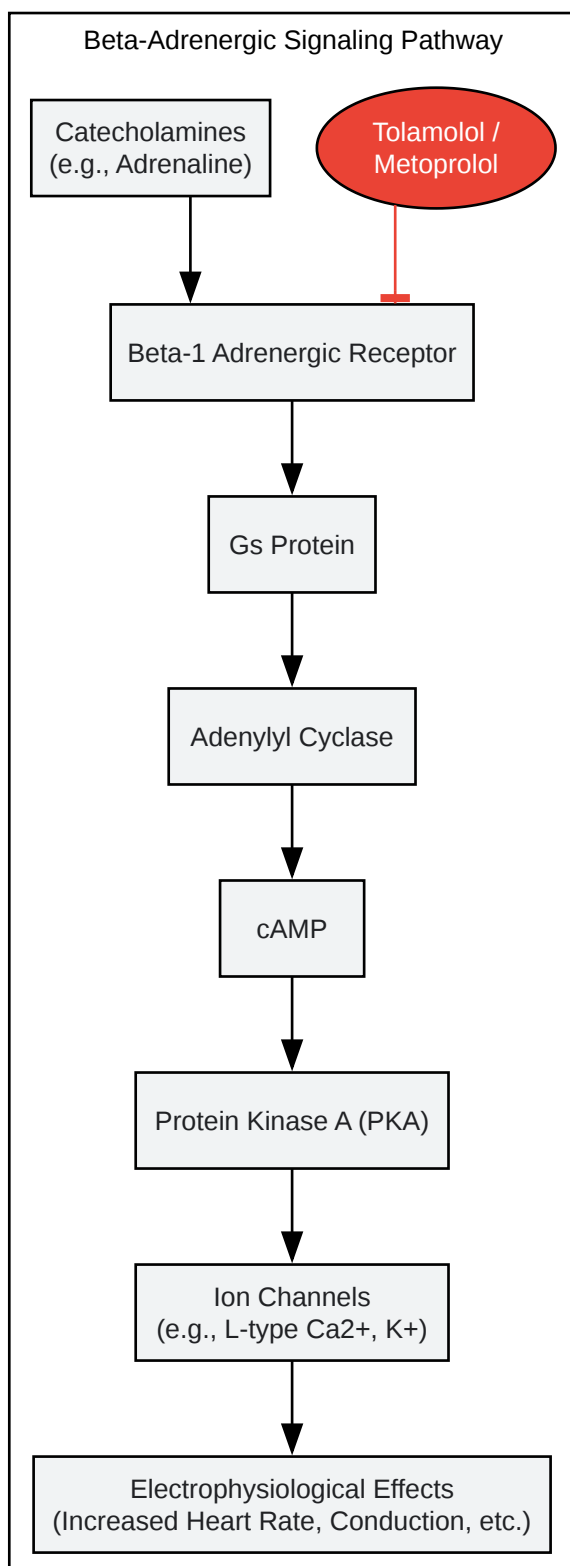 Beta-Adrenergic Signaling Pathway
Catecholamines
(e.g., Adrenaline)
Tolamolol /
Metoprolol
Beta-1 Adrenergic Receptor
Gs Protein
Adenylyl Cyclase
cAMP
Protein Kinase A (PKA)
Ion Channels
(e.g., L-type Ca2+, K+)
Electrophysiological Effects
(Increased Heart Rate, Conduction, etc.)